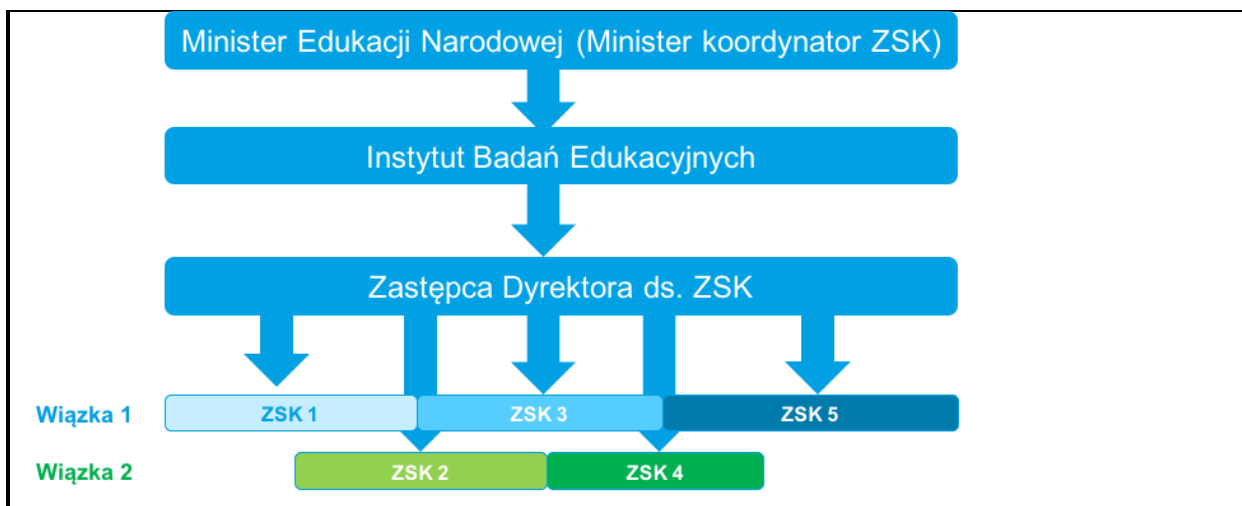 Minister Edukacji Narodowej (Minister koordynator ZSK)
Instytut Badań Edukacyjnych
Zastępca Dyrektora ds. ZSK
Wiązka 1 ZSK 1 ZSK 3 ZSK 5
Wiązka 2 ZSK 2 ZSK 4